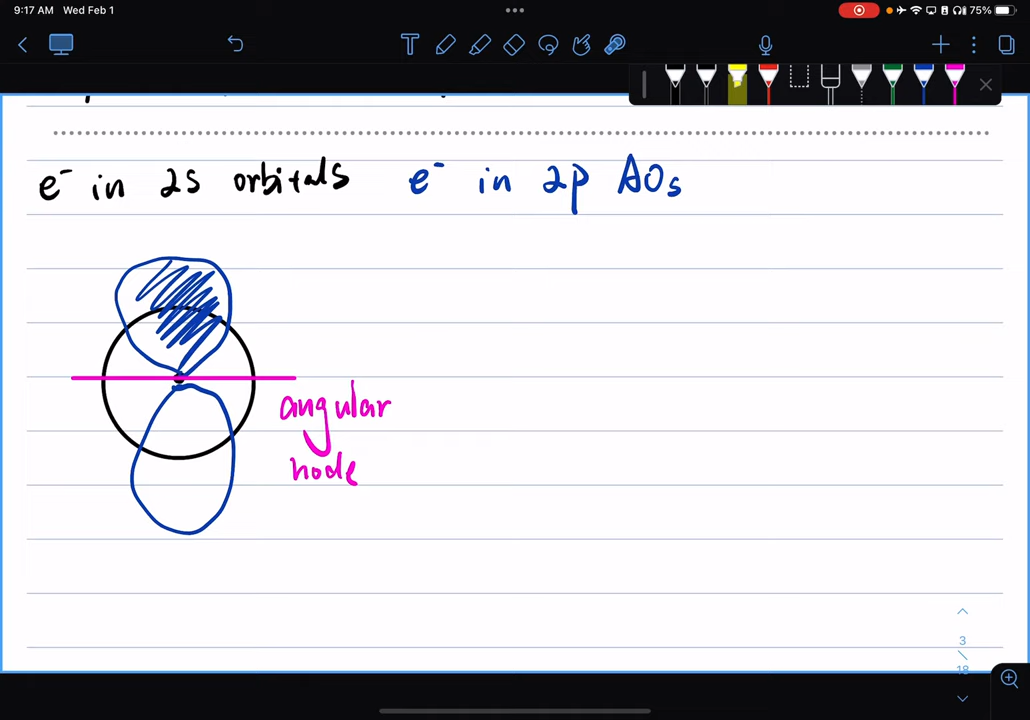 9:17 AM Wed Feb 1
75%
T
e⁻ in 2s orbitals e⁻ in 2p AOs
angular
node
3
18